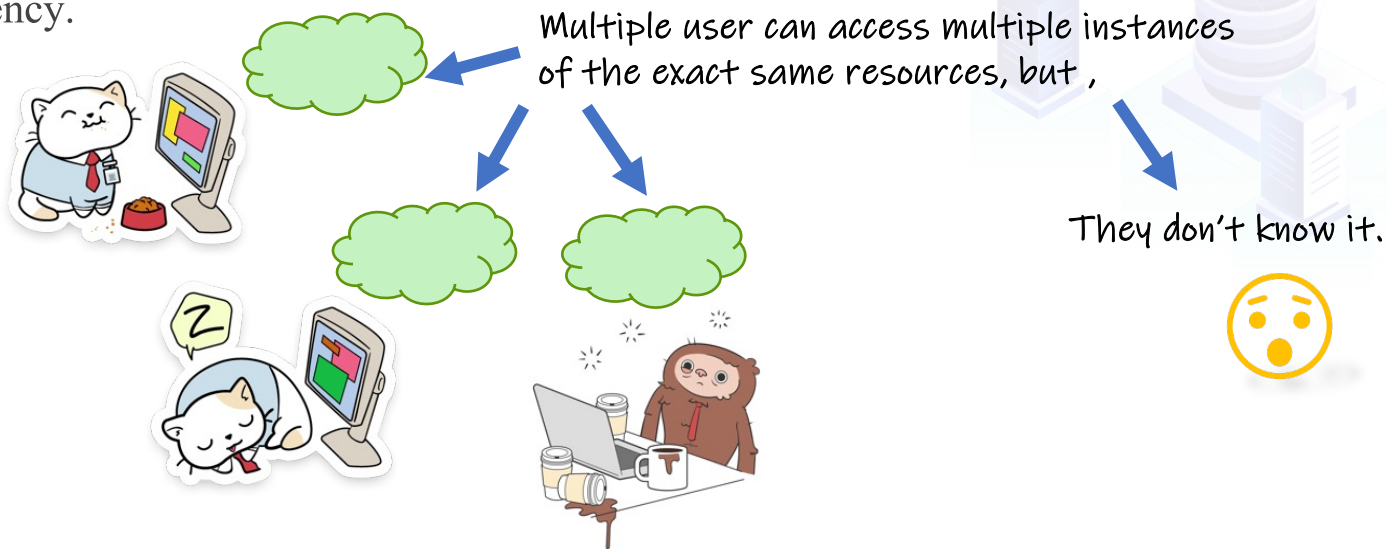 ency.
Multiple user can access multiple instances
of the exact same resources, but ,
They don't know it.
Z